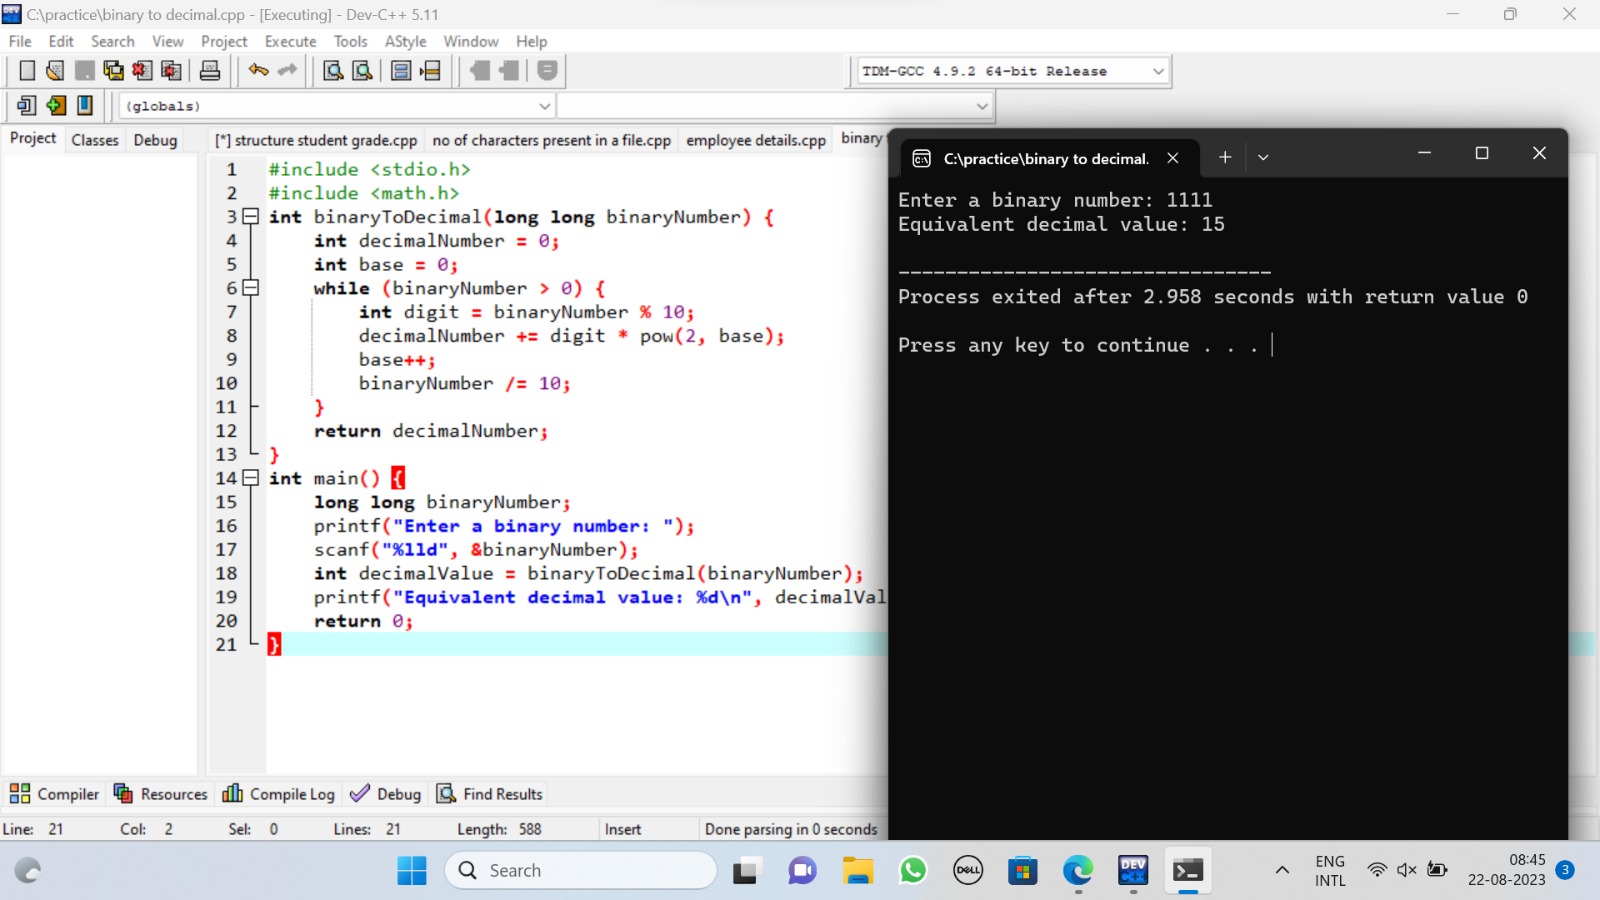 C:\practice\binary to decimal.cpp - [Executing] - Dev-C++ 5.11
File Edit Search View Project Execute Tools AStyle Window Help
TDM-GCC 4.9.2 64-bit Release
(globals)
Project Classes Debug
[*] structure student grade.cpp no of characters present in a file.cpp employee details.cpp binary
1 #include <stdio.h>
2 #include <math.h>
3 int binaryToDecimal(long long binaryNumber) {
4 int decimalNumber = 0;
5 int base = 0;
6 while (binaryNumber > 0) {
7 int digit = binaryNumber % 10;
8 decimalNumber += digit * pow(2, base);
9 base++;
10 binaryNumber /= 10;
11 }
12 return decimalNumber;
13 }
14 int main() {
15 long long binaryNumber;
16 printf("Enter a binary number: ");
17 scanf("%lld", &binaryNumber);
18 int decimalValue = binaryToDecimal(binaryNumber);
19 printf("Equivalent decimal value: %d\n", decimalVal
20 return 0;
21 }
C:\practice\binary to decimal.
Enter a binary number: 1111
Equivalent decimal value: 15
--------------------------------
Process exited after 2.958 seconds with return value 0
Press any key to continue . . .
Compiler Resources Compile Log Debug Find Results
Line: 21 Col: 2 Sel: 0 Lines: 21 Length: 588 Insert Done parsing in 0 seconds
Search
DELL
DEV
C++
ENG
INTL
08:45
22-08-2023
3